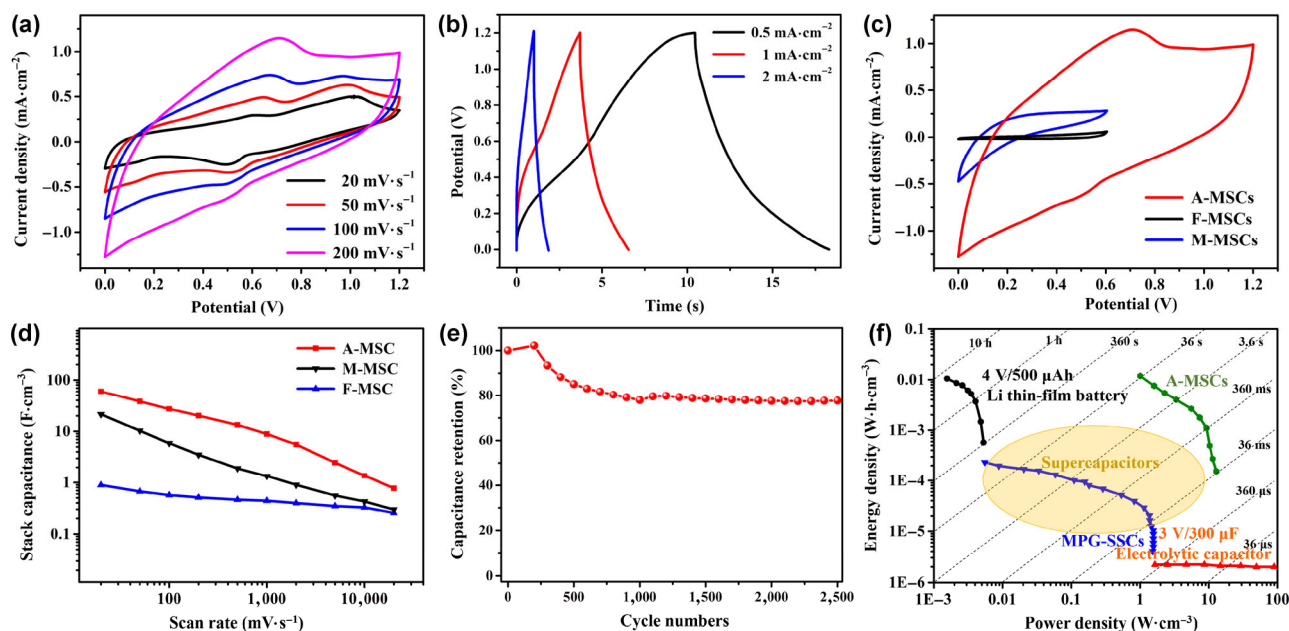 (a)
Current density (mA·cm⁻²)
1.0
0.5
0.0
−0.5
−1.0
20 mV·s⁻¹
50 mV·s⁻¹
100 mV·s⁻¹
200 mV·s⁻¹
0.0 0.2 0.4 0.6 0.8 1.0 1.2
Potential (V)
(b)
Potential (V)
1.2
0.9
0.6
0.3
0.0
0.5 mA·cm⁻²
1 mA·cm⁻²
2 mA·cm⁻²
0 5 10 15
Time (s)
(c)
Current density (mA·cm⁻²)
1.0
0.5
0.0
−0.5
−1.0
A-MSCs
F-MSCs
M-MSCs
0.0 0.2 0.4 0.6 0.8 1.0 1.2
Potential (V)
(d)
Stack capacitance (F·cm⁻³)
100
10
1
0.1
A-MSC
M-MSC
F-MSC
100 1,000 10,000
Scan rate (mV·s⁻¹)
(e)
Capacitance retention (%)
100
80
60
40
20
0
0 500 1,000 1,500 2,000 2,500
Cycle numbers
(f)
Energy density (W·h·cm⁻³)
0.1
0.01
1E−3
1E−4
1E−5
1E−6
10 h 1 h 360 s 36 s 3.6 s
360 ms
36 ms
360 µs
36 µs
4 V/500 µAh
Li thin-film battery
A-MSCs
Supercapacitors
MPG-SSCs
3 V/300 µF
Electrolytic capacitor
1E−3 0.01 0.1 1 10 100
Power density (W·cm⁻³)